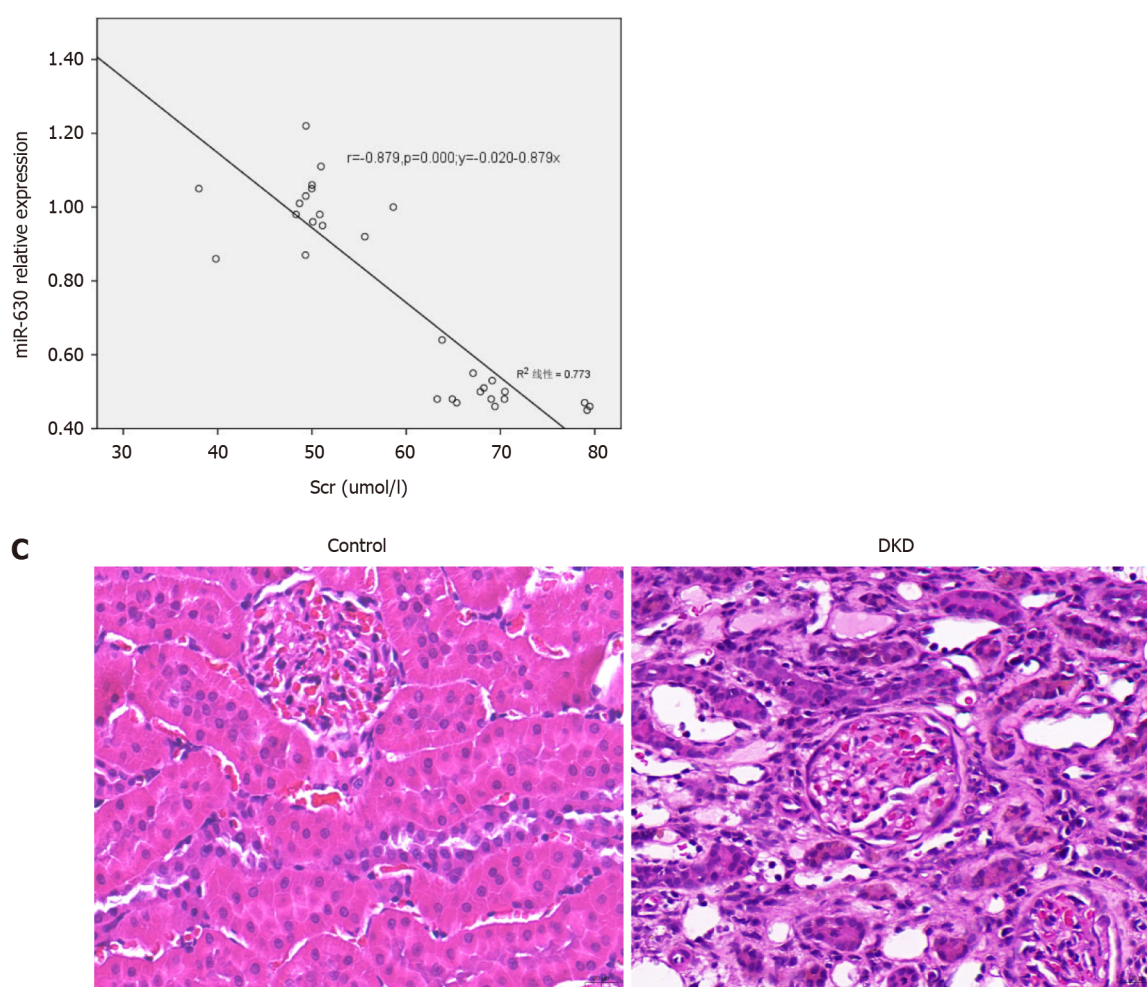 1.40
1.20
1.00
0.80
0.60
0.40
miR-630 relative expression
r=-0.879,p=0.000;y=-0.020-0.879x
R² 线性 = 0.773
30 40 50 60 70 80
Scr (umol/l)
C
Control DKD